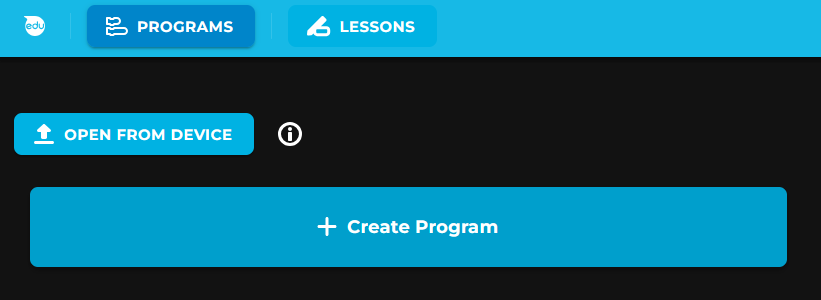 edu
PROGRAMS
LESSONS
OPEN FROM DEVICE
Create Program